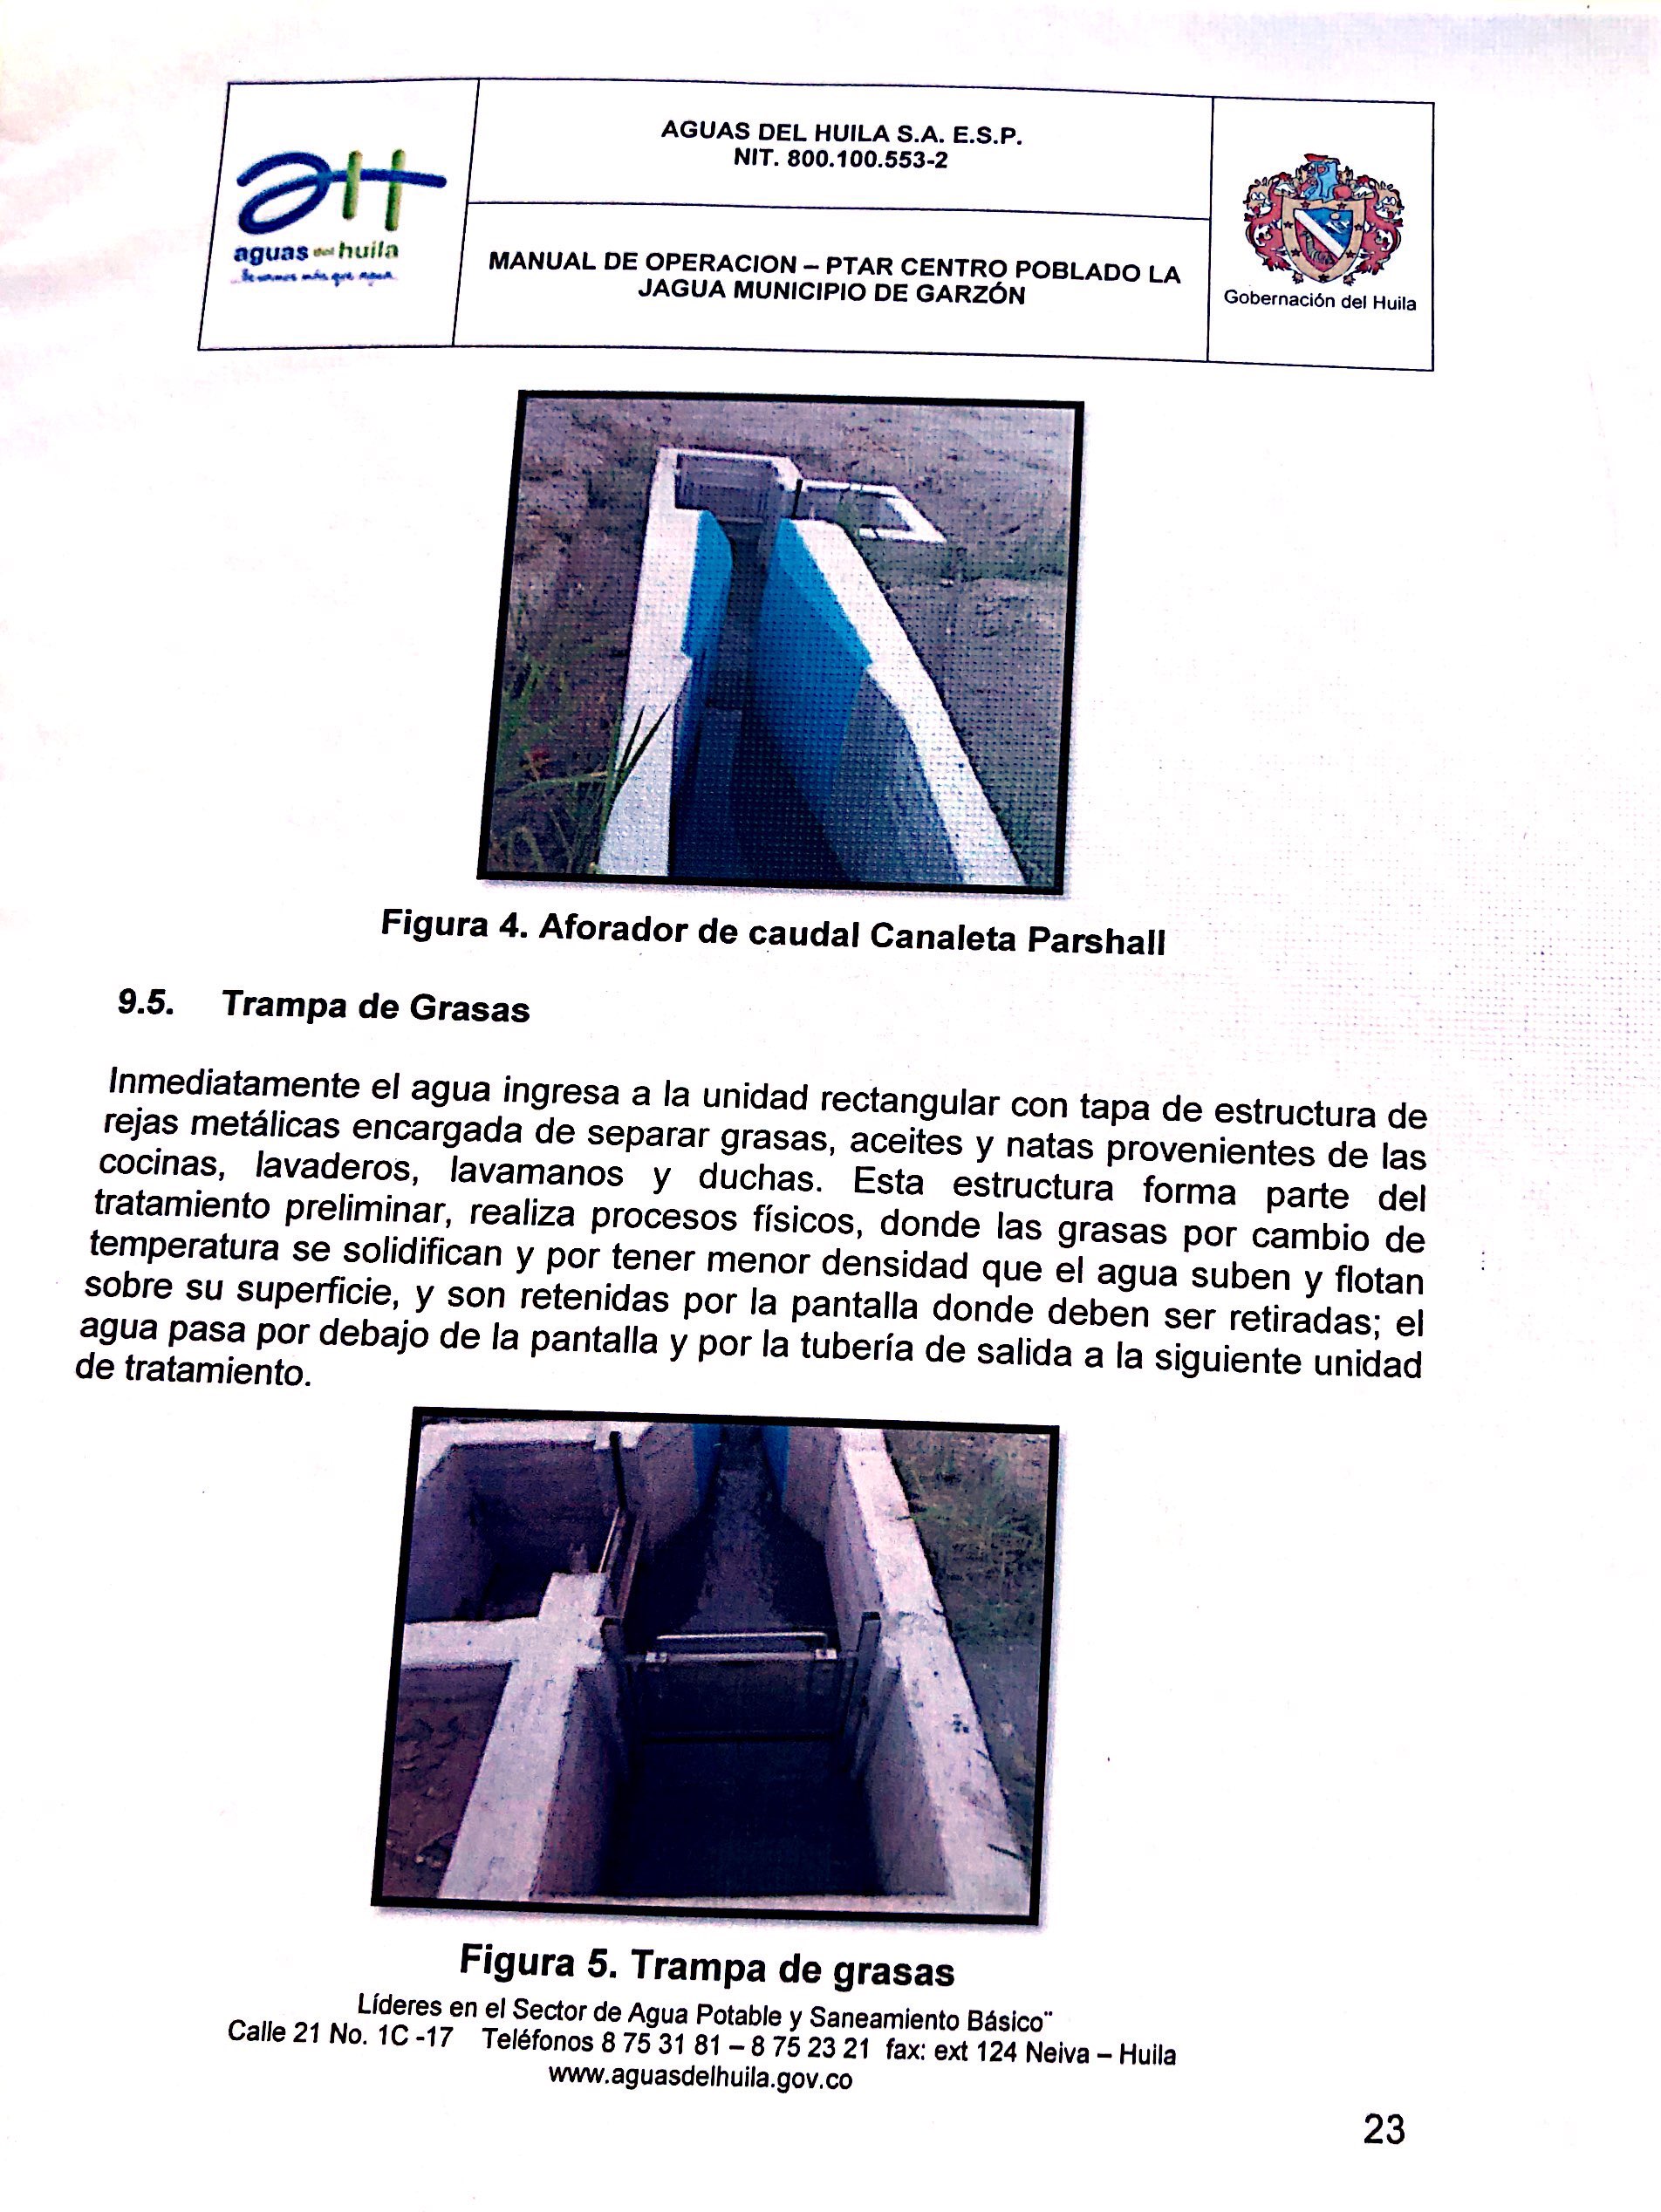 AGUAS DEL HUILA S.A. E.S.P.
NIT. 800.100.553-2
aguas del huila
MANUAL DE OPERACION – PTAR CENTRO POBLADO LA
JAGUA MUNICIPIO DE GARZÓN
Gobernación del Huila
Figura 4. Aforador de caudal Canaleta Parshall
9.5. Trampa de Grasas
Inmediatamente el agua ingresa a la unidad rectangular con tapa de estructura de
rejas metálicas encargada de separar grasas, aceites y natas provenientes de las
cocinas, lavaderos, lavamanos y duchas. Esta estructura forma parte del
tratamiento preliminar, realiza procesos físicos, donde las grasas por cambio de
temperatura se solidifican y por tener menor densidad que el agua suben y flotan
sobre su superficie, y son retenidas por la pantalla donde deben ser retiradas; el
agua pasa por debajo de la pantalla y por la tubería de salida a la siguiente unidad
de tratamiento.
Figura 5. Trampa de grasas
Líderes en el Sector de Agua Potable y Saneamiento Básico¨
Calle 21 No. 1C -17 Teléfonos 8 75 31 81 – 8 75 23 21 fax: ext 124 Neiva – Huila
www.aguasdelhuila.gov.co
23